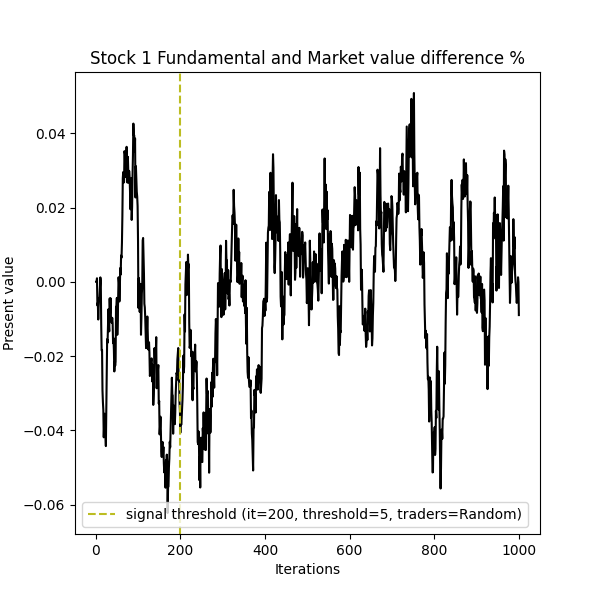 Stock 1 Fundamental and Market value difference %
Present value
0.04
0.02
0.00
−0.02
−0.04
−0.06
signal threshold (it=200, threshold=5, traders=Random)
0 200 400 600 800 1000
Iterations